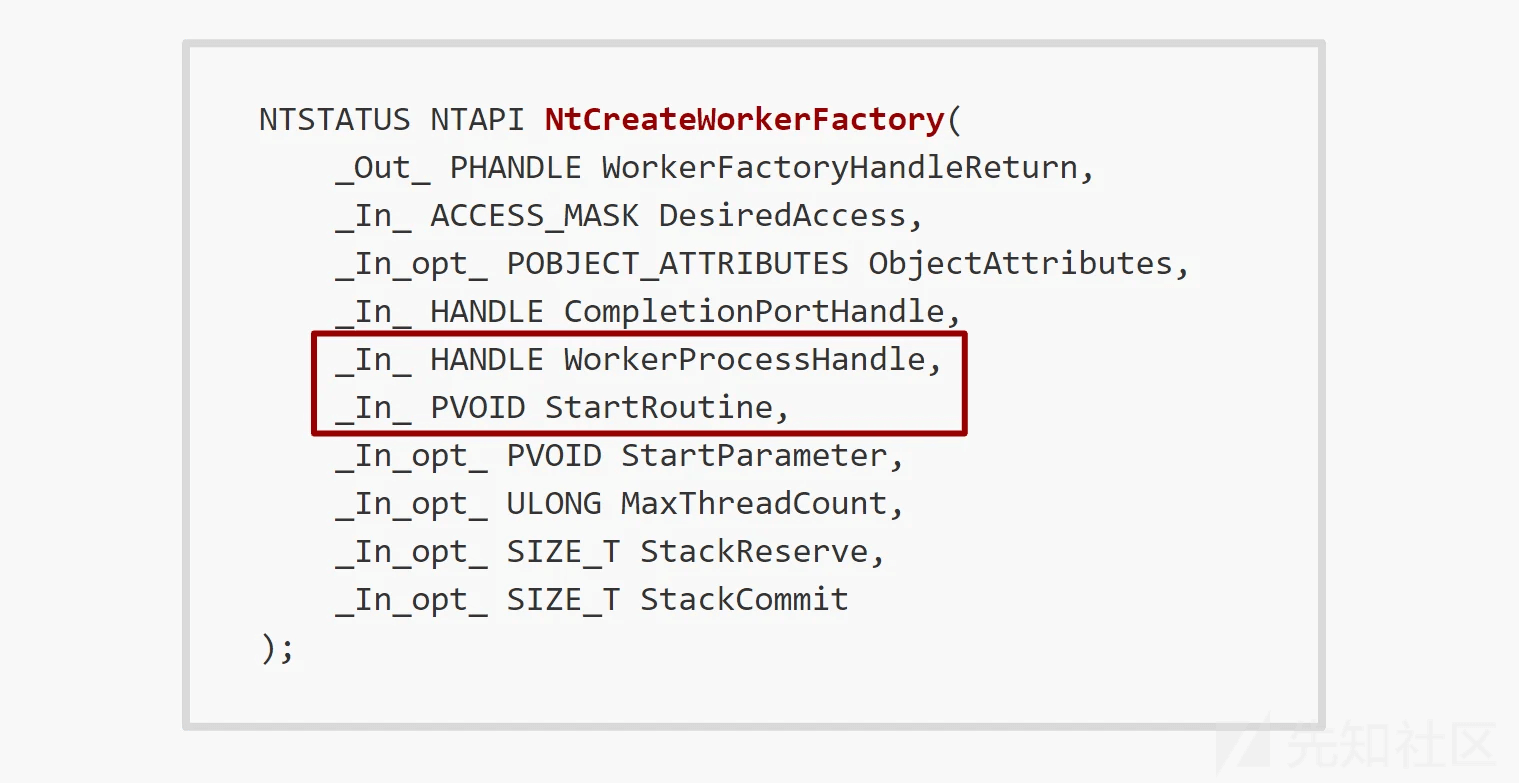 NTSTATUS NTAPI NtCreateWorkerFactory(
_Out_ PHANDLE WorkerFactoryHandleReturn,
_In_ ACCESS_MASK DesiredAccess,
_In_opt_ POBJECT_ATTRIBUTES ObjectAttributes,
_In_ HANDLE CompletionPortHandle,
_In_ HANDLE WorkerProcessHandle,
_In_ PVOID StartRoutine,
_In_opt_ PVOID StartParameter,
_In_opt_ ULONG MaxThreadCount,
_In_opt_ SIZE_T StackReserve,
_In_opt_ SIZE_T StackCommit
);
先知社区